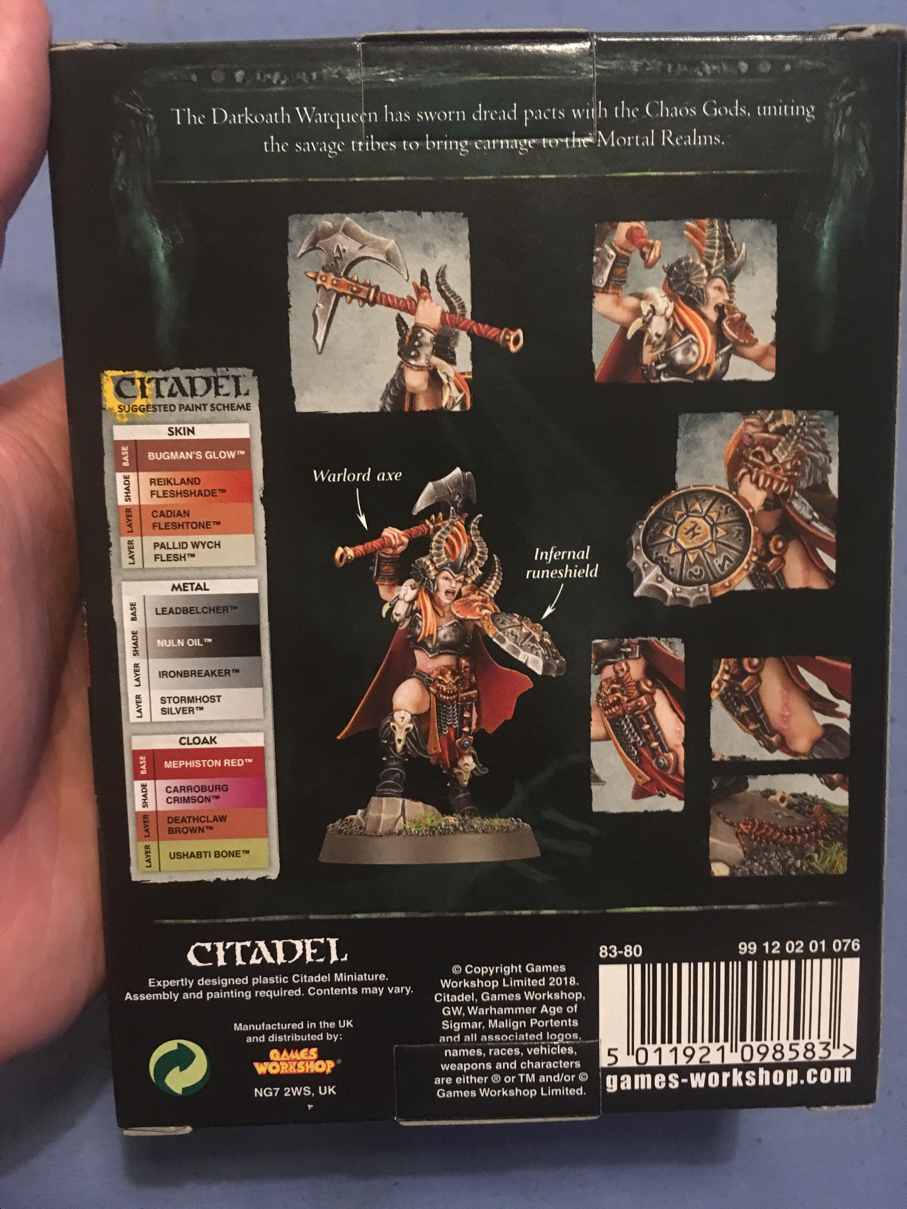 The Darkoath Warqueen has sworn dread pacts with the Chaos Gods, uniting
the savage tribes to bring carnage to the Mortal Realms.
CITADEL
SUGGESTED PAINT SCHEME
SKIN
BASE
BUGMAN'S GLOW™
SHADE
REIKLAND
FLESHSHADE™
LAYER
CADIAN
FLESHTONE™
LAYER
PALLID WYCH
FLESH™
METAL
BASE
LEADBELCHER™
SHADE
NULN OIL™
LAYER
IRONBREAKER™
LAYER
STORMHOST
SILVER™
CLOAK
BASE
MEPHISTON RED™
SHADE
CARROBURG
CRIMSON™
LAYER
DEATHCLAW
BROWN™
LAYER
USHABTI BONE™
Warlord axe
Infernal
runeshield
CITADEL
Expertly designed plastic Citadel Miniature.
Assembly and painting required. Contents may vary.
Manufactured in the UK
and distributed by:
GAMES
WORKSHOP®
NG7 2WS, UK
© Copyright Games
Workshop Limited 2018.
Citadel, Games Workshop,
GW, Warhammer Age of
Sigmar, Malign Portents
and all associated logos,
names, races, vehicles,
weapons and characters
are either ® or TM and/or ©
Games Workshop Limited.
83-80
99 12 02 01 076
5 011921 098583 >
games-workshop.com